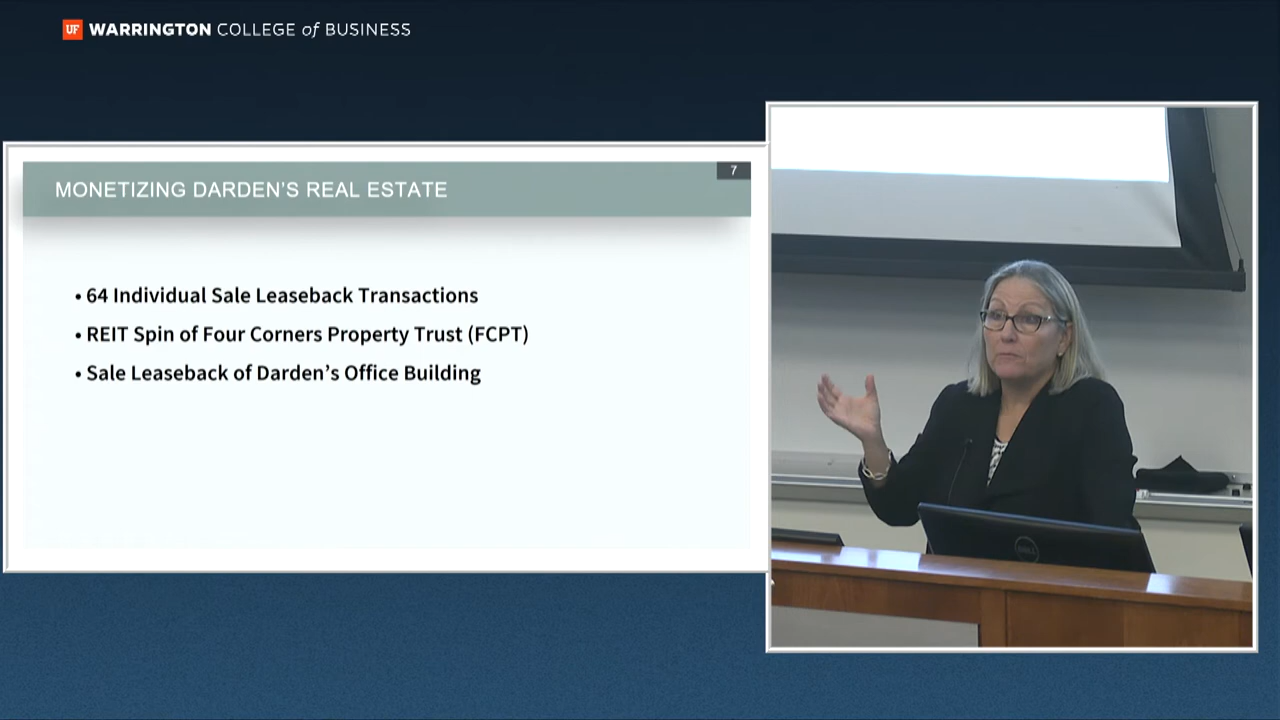 UF WARRINGTON COLLEGE of BUSINESS
7
MONETIZING DARDEN'S REAL ESTATE
• 64 Individual Sale Leaseback Transactions
• REIT Spin of Four Corners Property Trust (FCPT)
• Sale Leaseback of Darden's Office Building
DELL